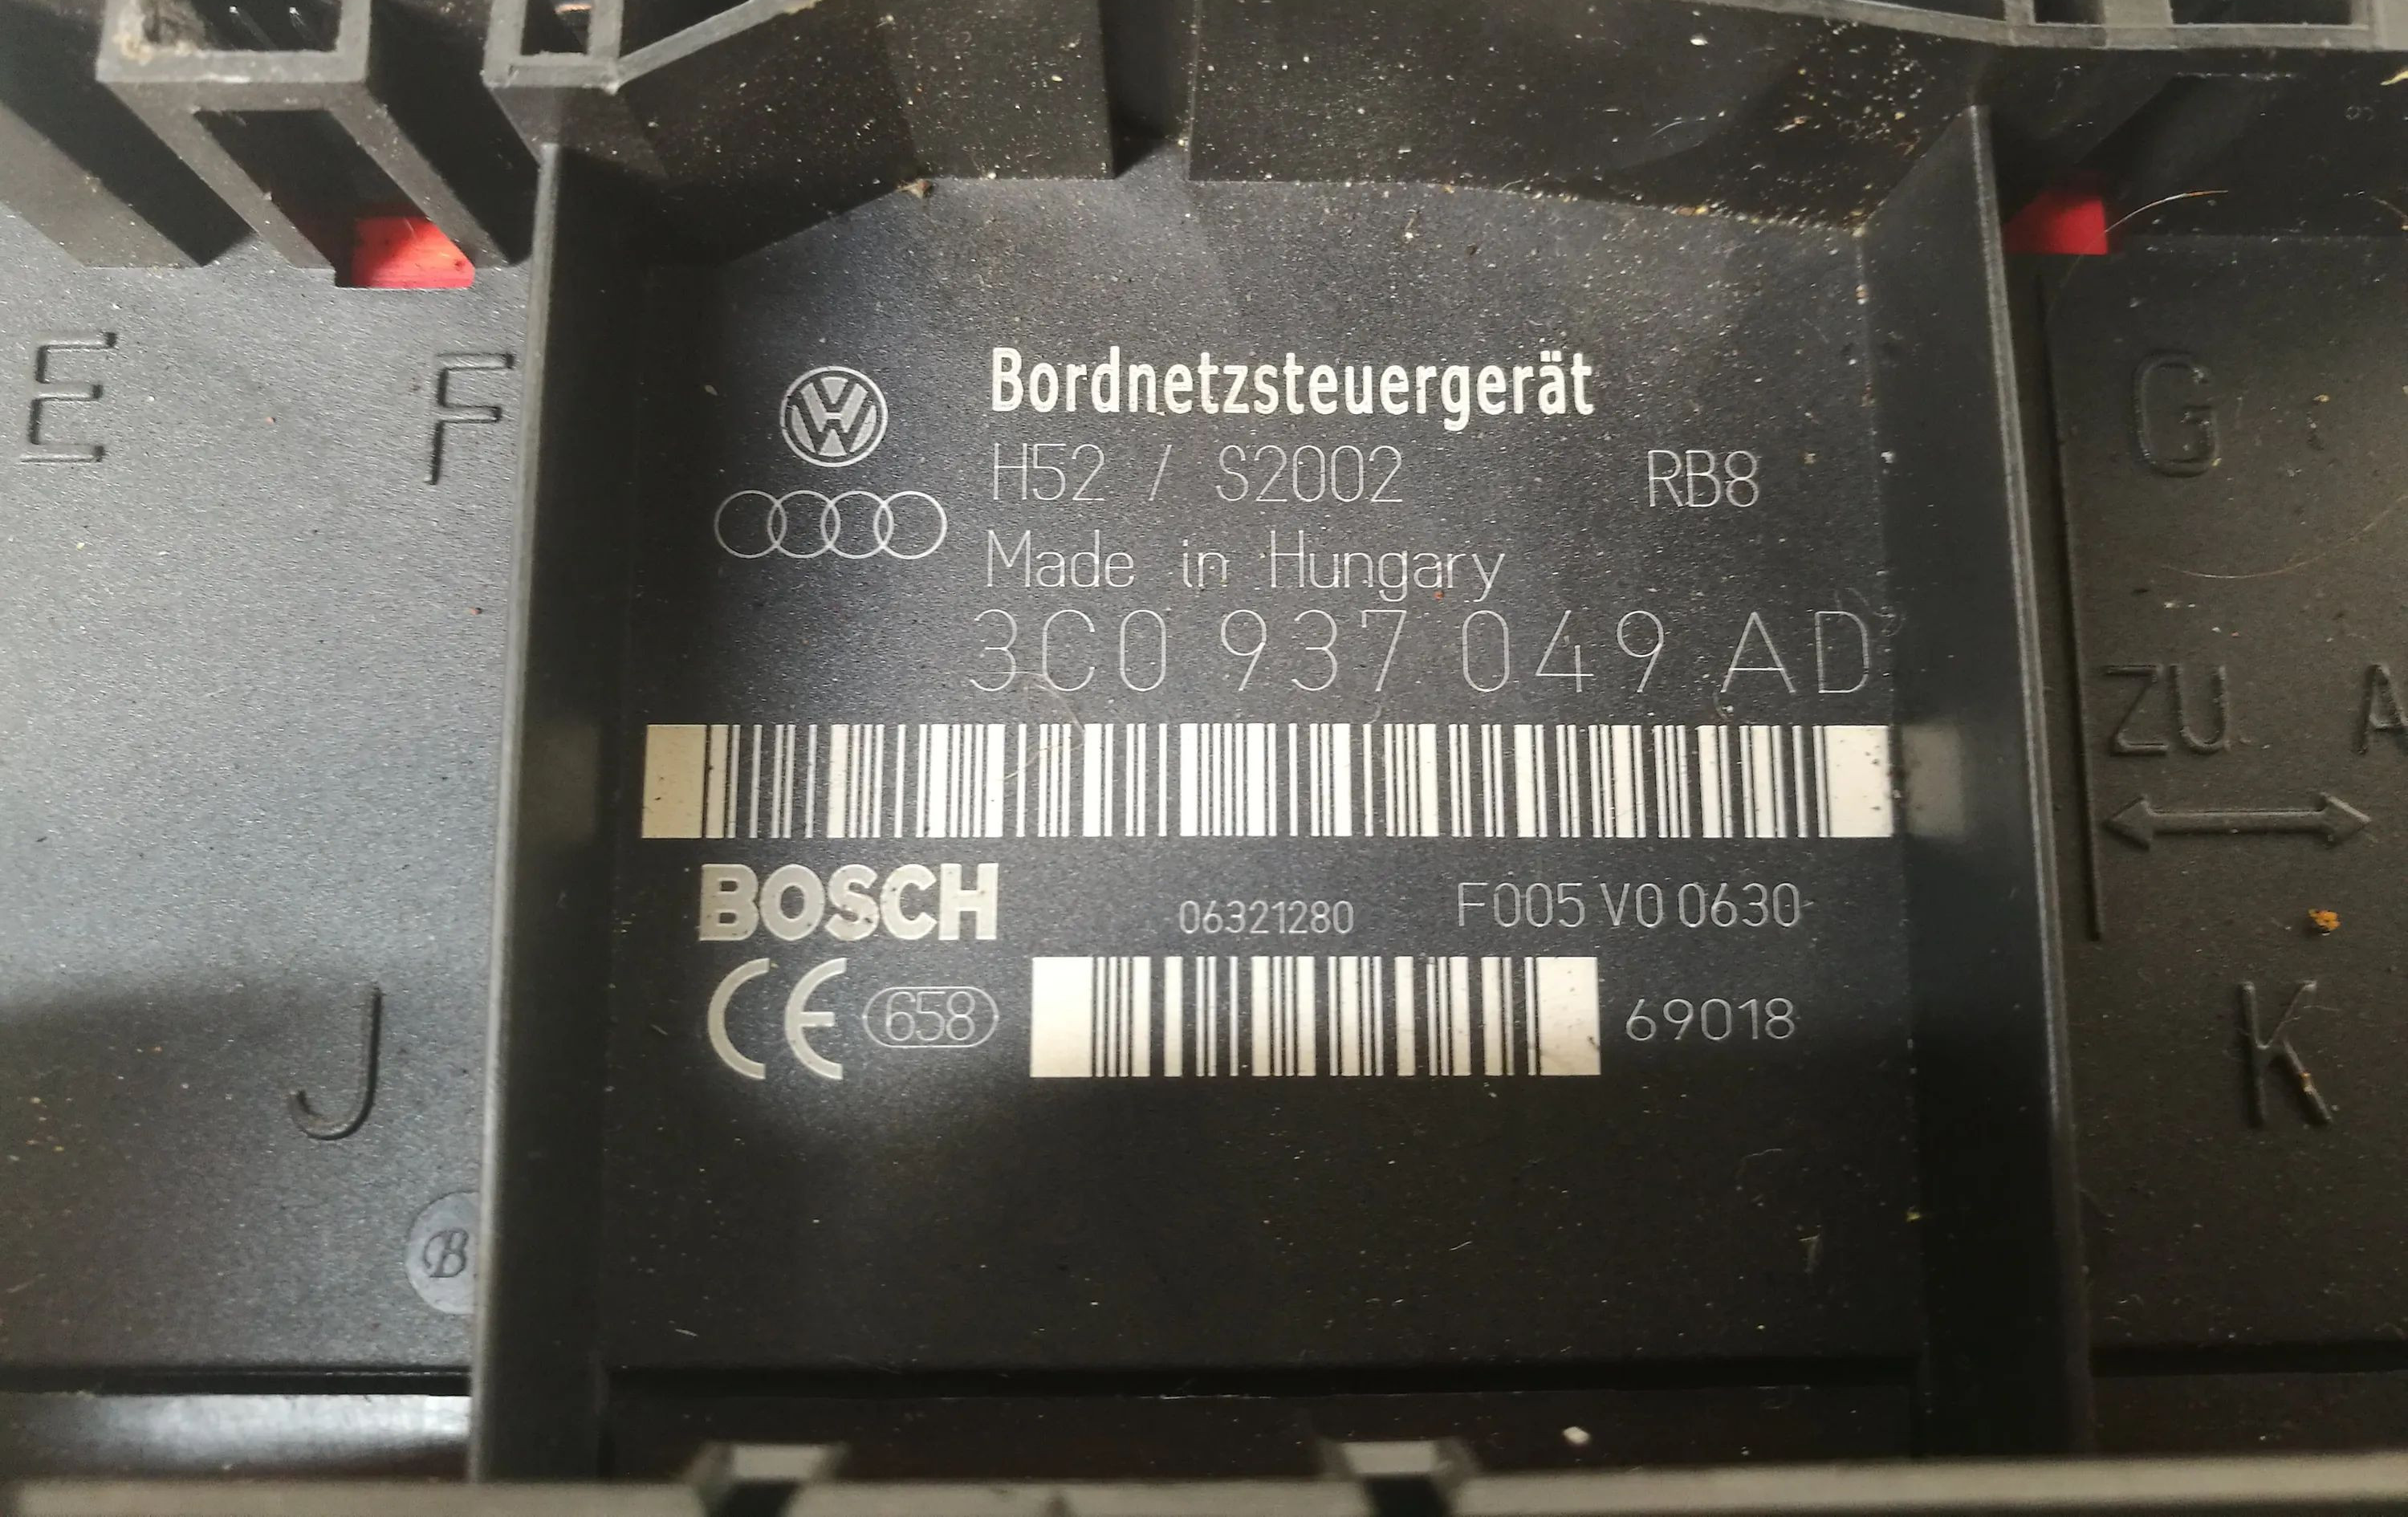 E F G
Bordnetzsteuergerät
H52 / S2002 RB8
Made in Hungary
3C0 937 049 AD
ZU A
BOSCH 06321280 F005 V0 0630
CE 658 69018
J K
B